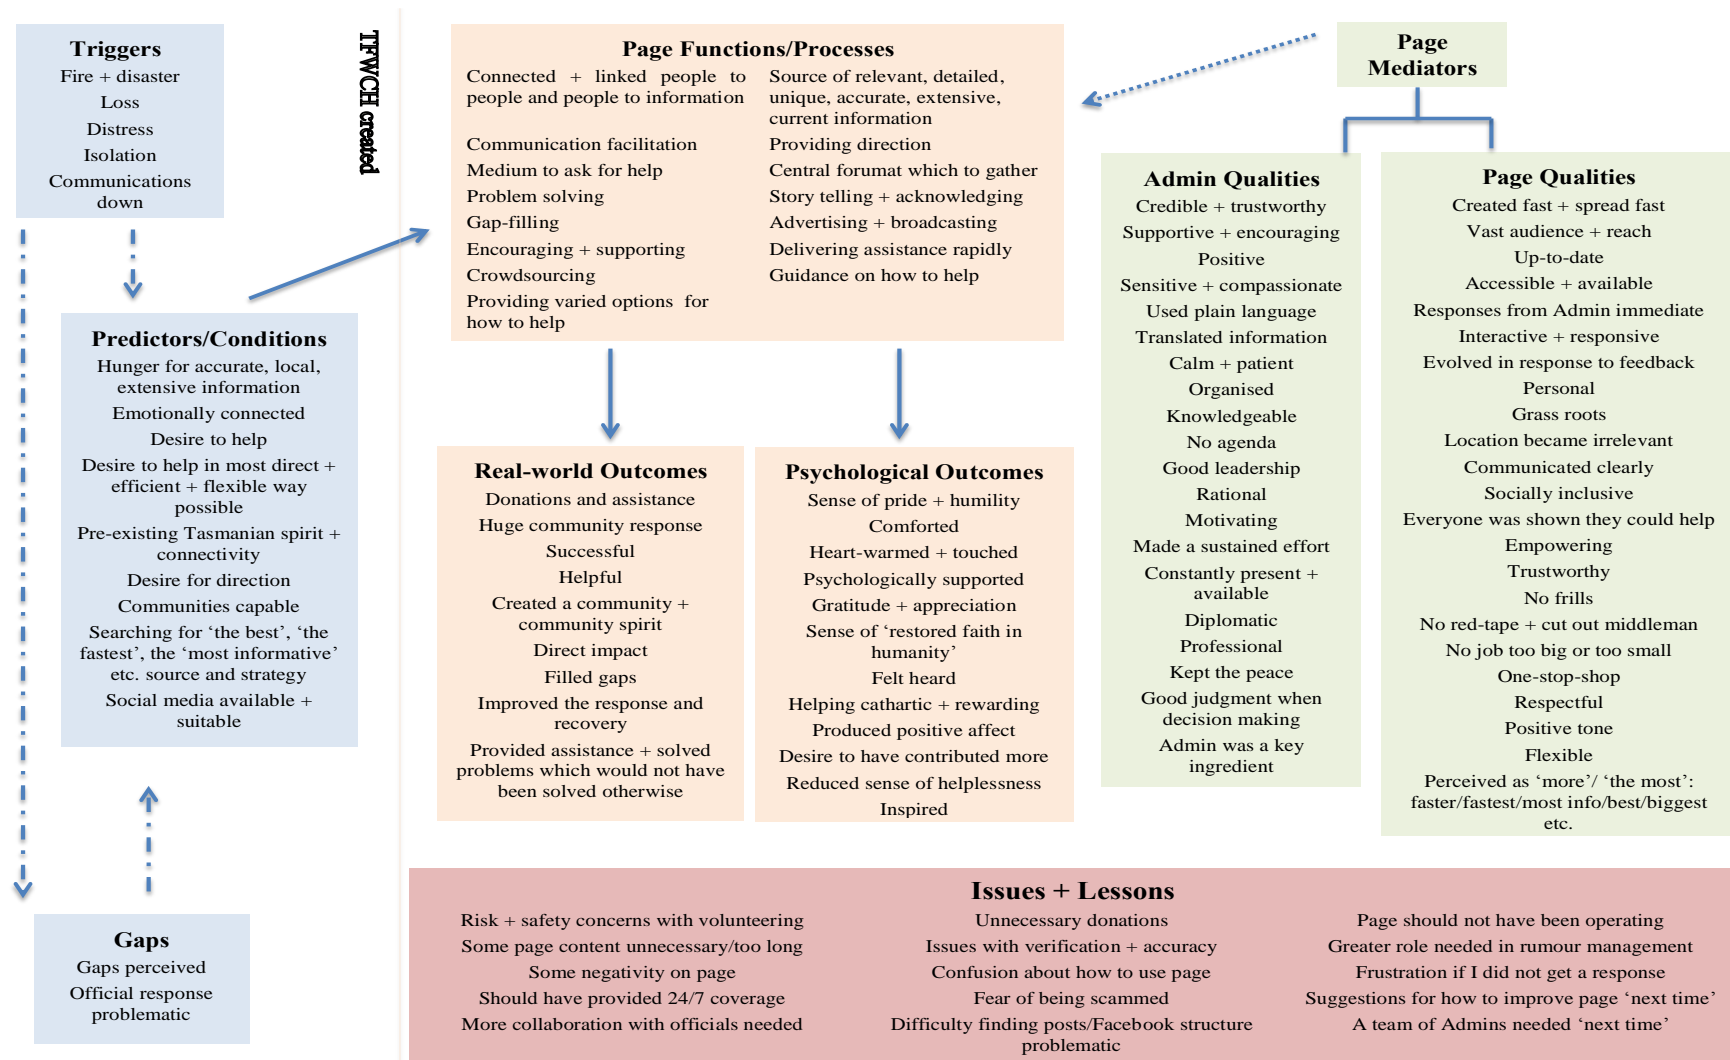 Triggers
Fire + disaster
Loss
Distress
Isolation
Communications
down
TFWCH created
Predictors/Conditions
Hunger for accurate, local,
extensive information
Emotionally connected
Desire to help
Desire to help in most direct +
efficient + flexible way
possible
Pre-existing Tasmanian spirit +
connectivity
Desire for direction
Communities capable
Searching for ‘the best’, ‘the
fastest’, the ‘most informative’
etc. source and strategy
Social media available +
suitable
Gaps
Gaps perceived
Official response
problematic
Page Functions/Processes
Connected + linked people to
people and people to information
Communication facilitation
Medium to ask for help
Problem solving
Gap-filling
Encouraging + supporting
Crowdsourcing
Providing varied options for
how to help
Source of relevant, detailed,
unique, accurate, extensive,
current information
Providing direction
Central forumat which to gather
Story telling + acknowledging
Advertising + broadcasting
Delivering assistance rapidly
Guidance on how to help
Real-world Outcomes
Donations and assistance
Huge community response
Successful
Helpful
Created a community +
community spirit
Direct impact
Filled gaps
Improved the response and
recovery
Provided assistance + solved
problems which would not have
been solved otherwise
Psychological Outcomes
Sense of pride + humility
Comforted
Heart-warmed + touched
Psychologically supported
Gratitude + appreciation
Sense of ‘restored faith in
humanity’
Felt heard
Helping cathartic + rewarding
Produced positive affect
Desire to have contributed more
Reduced sense of helplessness
Inspired
Page
Mediators
Admin Qualities
Credible + trustworthy
Supportive + encouraging
Positive
Sensitive + compassionate
Used plain language
Translated information
Calm + patient
Organised
Knowledgeable
No agenda
Good leadership
Rational
Motivating
Made a sustained effort
Constantly present +
available
Diplomatic
Professional
Kept the peace
Good judgment when
decision making
Admin was a key
ingredient
Page Qualities
Created fast + spread fast
Vast audience + reach
Up-to-date
Accessible + available
Responses from Admin immediate
Interactive + responsive
Evolved in response to feedback
Personal
Grass roots
Location became irrelevant
Communicated clearly
Socially inclusive
Everyone was shown they could help
Empowering
Trustworthy
No frills
No red-tape + cut out middleman
No job too big or too small
One-stop-shop
Respectful
Positive tone
Flexible
Perceived as ‘more’/ ‘the most’:
faster/fastest/most info/best/biggest
etc.
Issues + Lessons
Risk + safety concerns with volunteering
Some page content unnecessary/too long
Some negativity on page
Should have provided 24/7 coverage
More collaboration with officials needed
Unnecessary donations
Issues with verification + accuracy
Confusion about how to use page
Fear of being scammed
Difficulty finding posts/Facebook structure
problematic
Page should not have been operating
Greater role needed in rumour management
Frustration if I did not get a response
Suggestions for how to improve page ‘next time’
A team of Admins needed ‘next time’